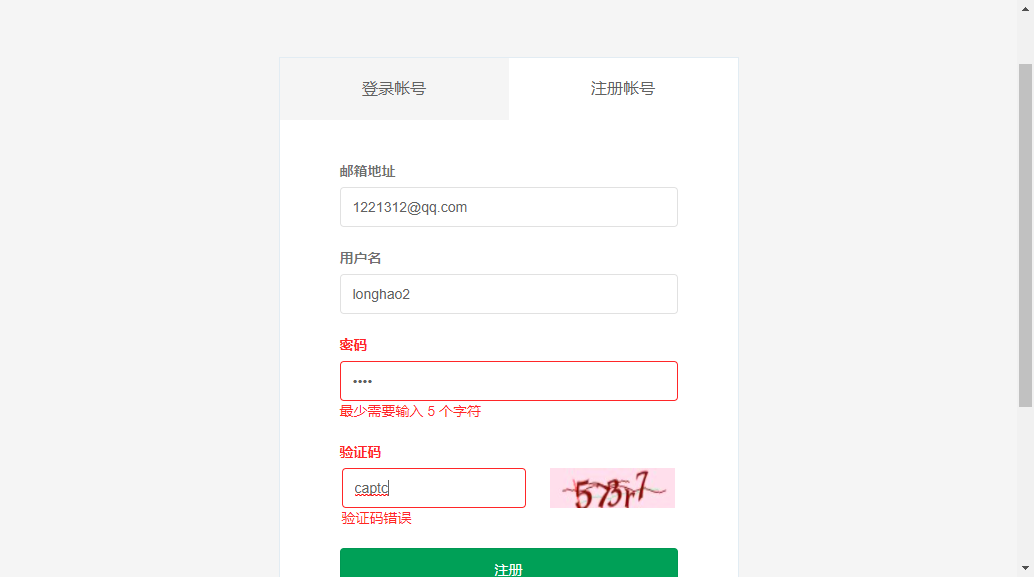 登录帐号
注册帐号
邮箱地址
1221312@qq.com
用户名
longhao2
密码
••••
最少需要输入 5 个字符
验证码
captc
573r7
验证码错误
注册